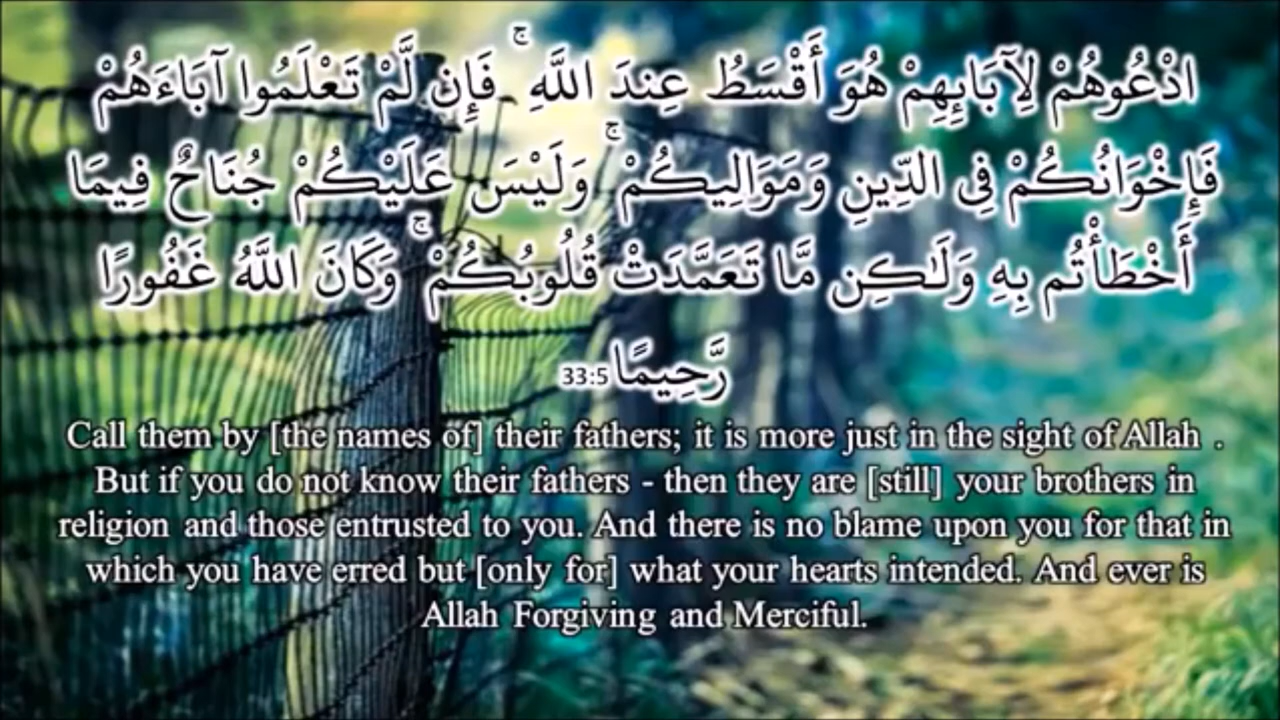 ادْعُوهُمْ لِآبَائِهِمْ هُوَ أَقْسَطُ عِندَ اللَّهِ ۚ فَإِن لَّمْ تَعْلَمُوا آبَاءَهُمْ
فَإِخْوَانُكُمْ فِي الدِّينِ وَمَوَالِيكُمْ ۚ وَلَيْسَ عَلَيْكُمْ جُنَاحٌ فِيمَا
أَخْطَأْتُم بِهِ وَلَٰكِن مَّا تَعَمَّدَتْ قُلُوبُكُمْ ۚ وَكَانَ اللَّهُ غَفُورًا
رَّحِيمًا 33:5
Call them by [the names of] their fathers; it is more just in the sight of Allah .
But if you do not know their fathers - then they are [still] your brothers in
religion and those entrusted to you. And there is no blame upon you for that in
which you have erred but [only for] what your hearts intended. And ever is
Allah Forgiving and Merciful.